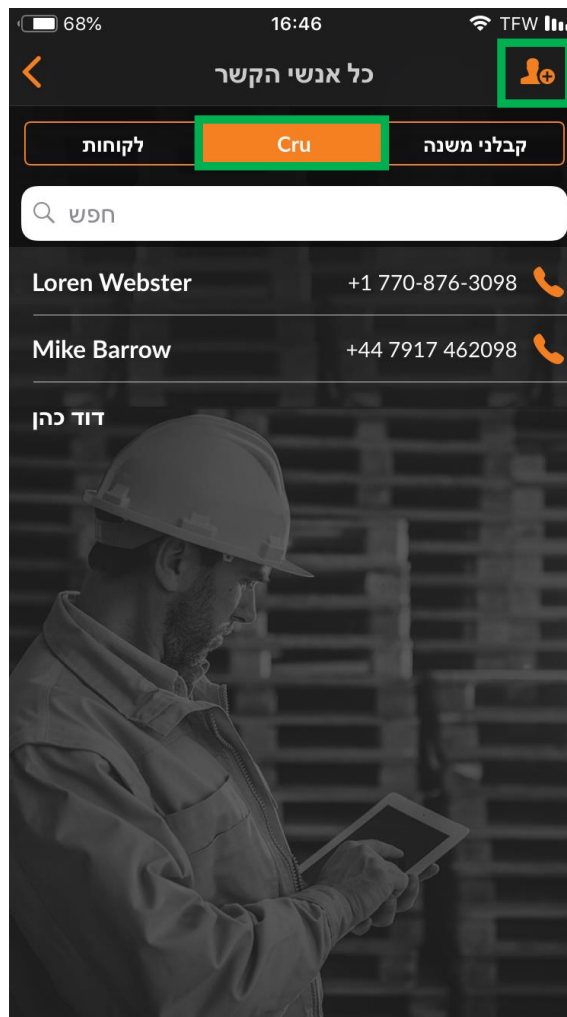 68% 16:46 TFW
כל אנשי הקשר
לקוחות Cru קבלני משנה
חפש
Loren Webster +1 770-876-3098
Mike Barrow +44 7917 462098
דוד כהן